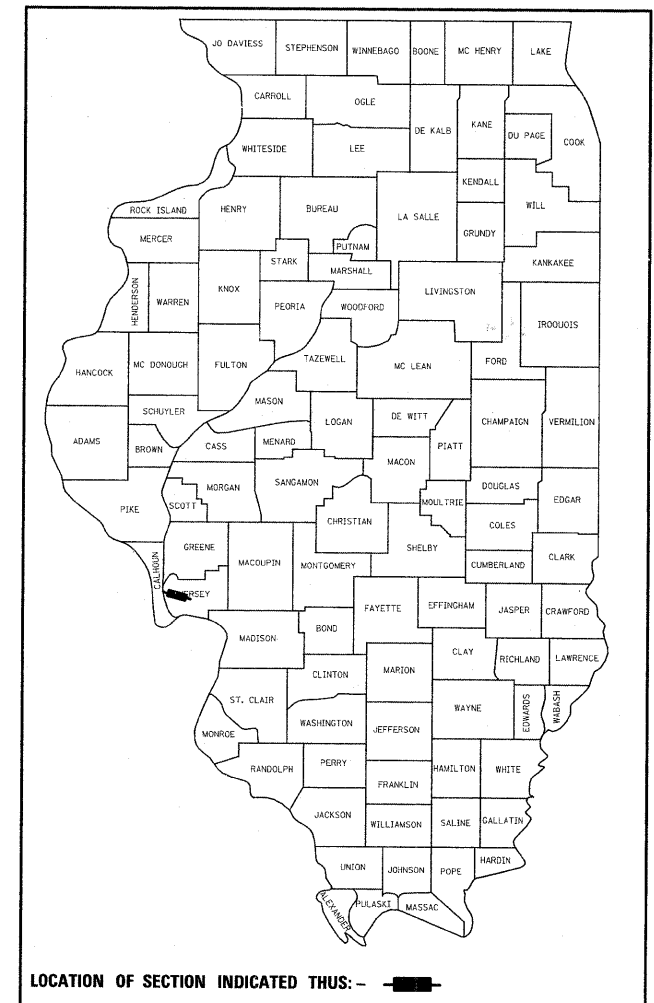 JO DAVIESS
STEPHENSON
WINNEBAGO
BOONE
MC HENRY
LAKE
CARROLL
OGLE
DE KALB
KANE
DU PAGE
COOK
WHITESIDE
LEE
KENDALL
ROCK ISLAND
HENRY
BUREAU
LA SALLE
WILL
MERCER
PUTNAM
GRUNDY
STARK
MARSHALL
KANKAKEE
HENDERSON
WARREN
KNOX
PEORIA
WOODFORD
LIVINGSTON
IROQUOIS
HANCOCK
MC DONOUGH
FULTON
TAZEWELL
MC LEAN
FORD
MASON
SCHUYLER
LOGAN
DE WITT
CHAMPAIGN
VERMILION
ADAMS
BROWN
CASS
MENARD
PIATT
MACON
MORGAN
SANGAMON
DOUGLAS
EDGAR
PIKE
SCOTT
CHRISTIAN
MOULTRIE
COLES
GREENE
MACOUPIN
MONTGOMERY
SHELBY
CUMBERLAND
CLARK
CALHOUN
ERSEY
FAYETTE
EFFINGHAM
JASPER
CRAWFORD
MADISON
BOND
CLAY
RICHLAND
LAWRENCE
CLINTON
MARION
ST. CLAIR
WAYNE
EDWARDS
WABASH
MONROE
WASHINGTON
JEFFERSON
RANDOLPH
PERRY
HAMILTON
WHITE
FRANKLIN
JACKSON
WILLIAMSON
SALINE
GALLATIN
UNION
JOHNSON
POPE
HARDIN
ALEXANDER
PULASKI
MASSAC
LOCATION OF SECTION INDICATED THUS: –